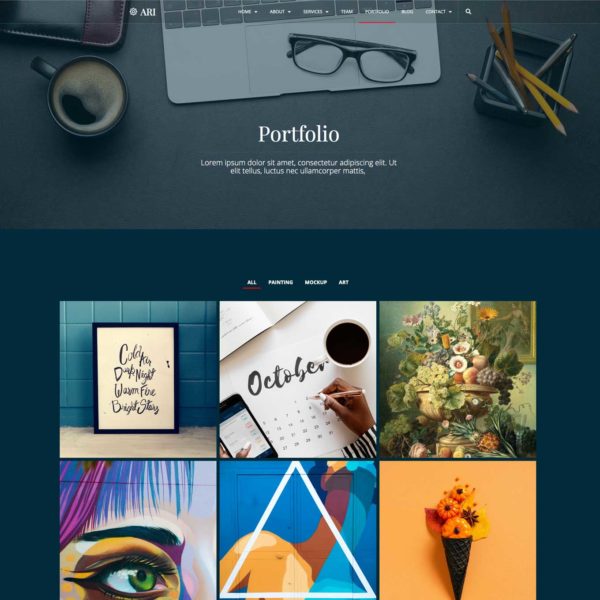 ARI
HOME ABOUT SERVICES TEAM PORTFOLIO BLOG CONTACT
Portfolio
Lorem ipsum dolor sit amet, consectetur adipiscing elit. Ut
elit tellus, luctus nec ullamcorper mattis,
ALL PAINTING MOCKUP ART
Cold
Dark Night
Warm Fire
Bright Stars
October